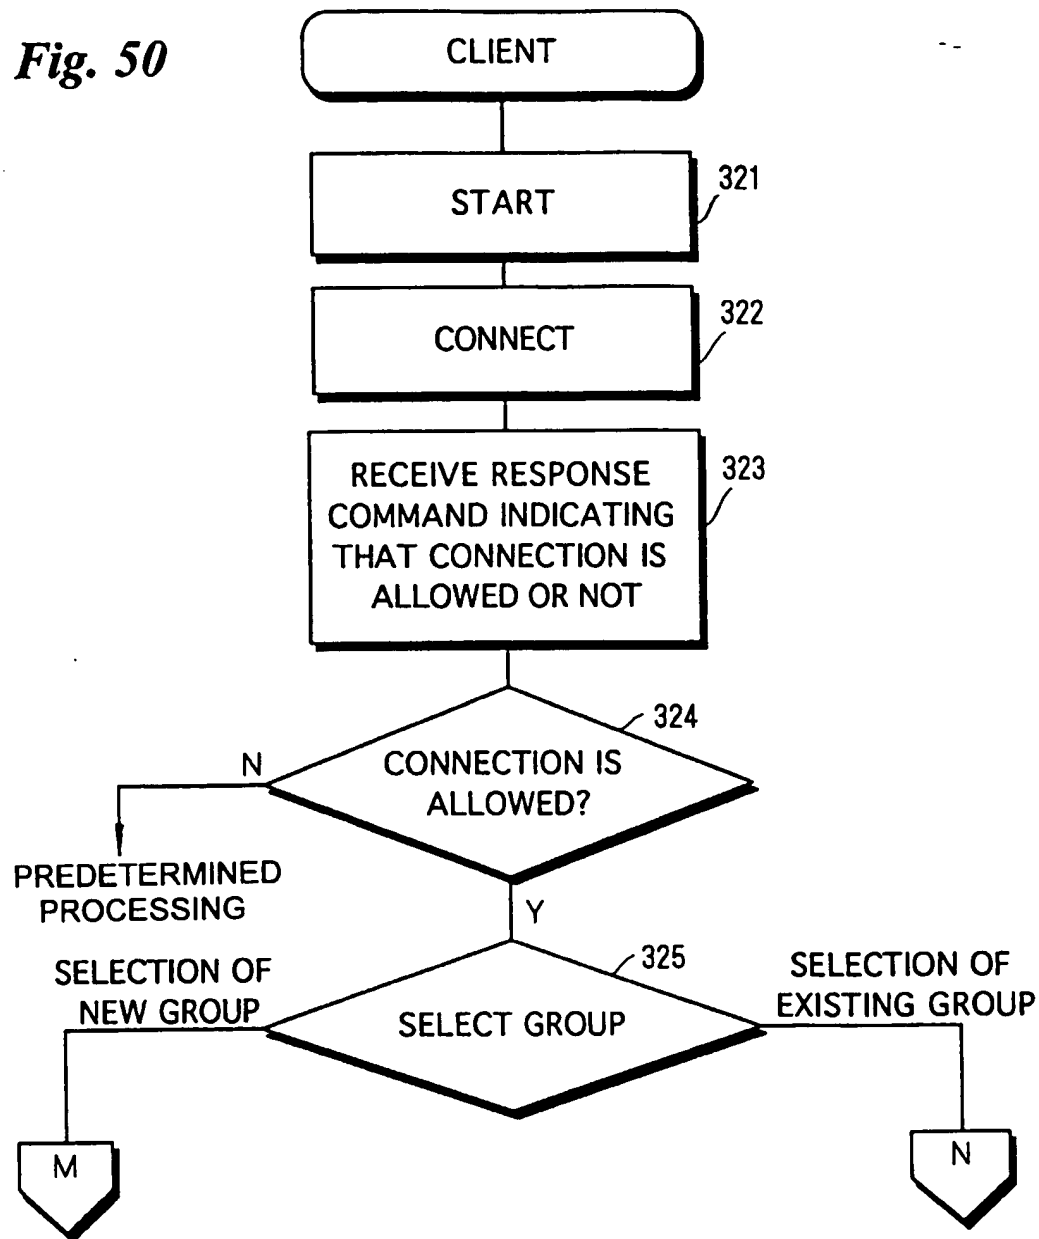 Fig. 50
CLIENT
START
321
CONNECT
322
RECEIVE RESPONSE
COMMAND INDICATING
THAT CONNECTION IS
ALLOWED OR NOT
323
324
CONNECTION IS
ALLOWED?
N
PREDETERMINED
PROCESSING
Y
325
SELECTION OF
NEW GROUP
SELECT GROUP
SELECTION OF
EXISTING GROUP
M
N